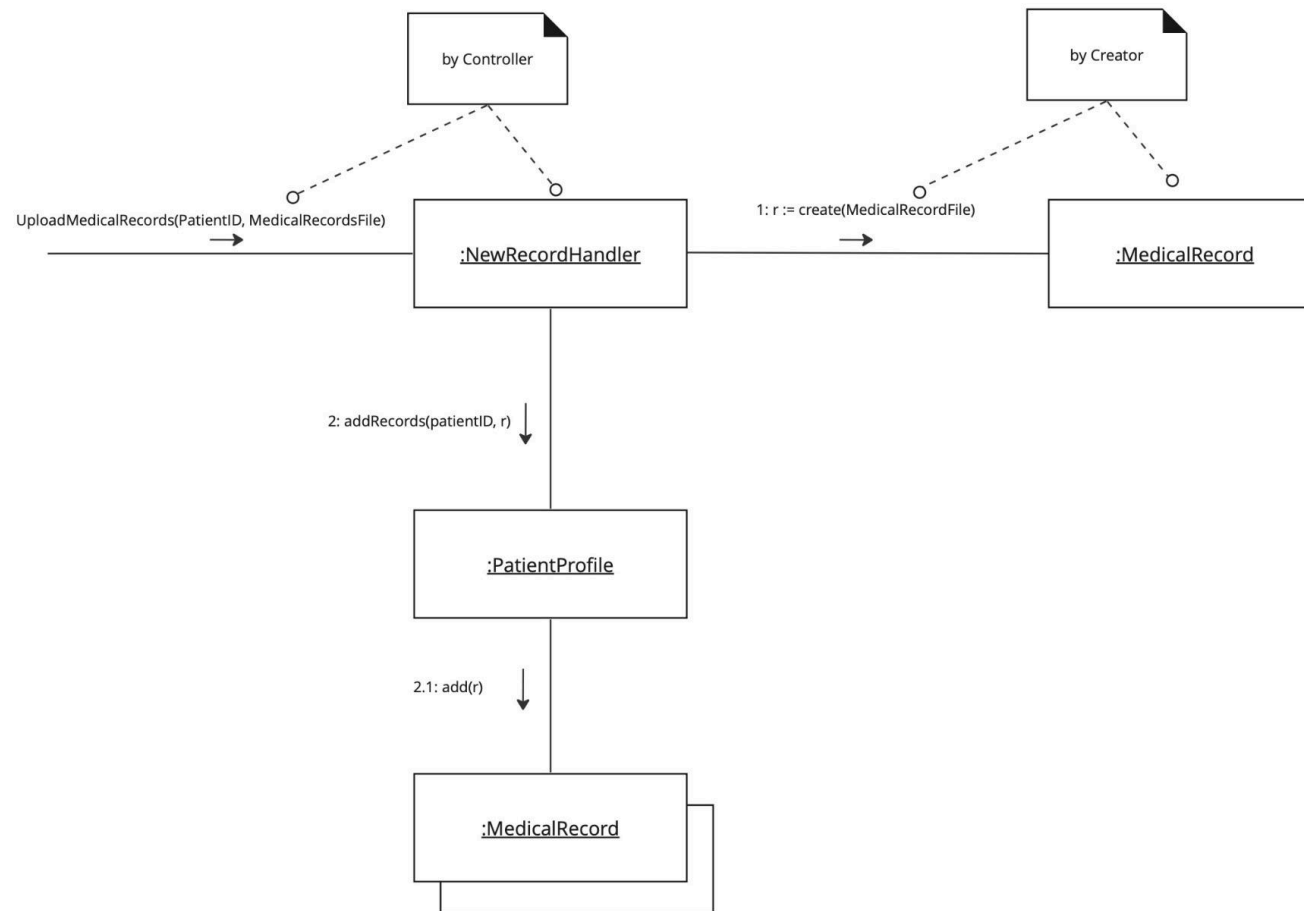 by Controller
by Creator
UploadMedicalRecords(PatientID, MedicalRecordsFile)
1: r := create(MedicalRecordFile)
:NewRecordHandler
:MedicalRecord
2: addRecords(patientID, r)
:PatientProfile
2.1: add(r)
:MedicalRecord